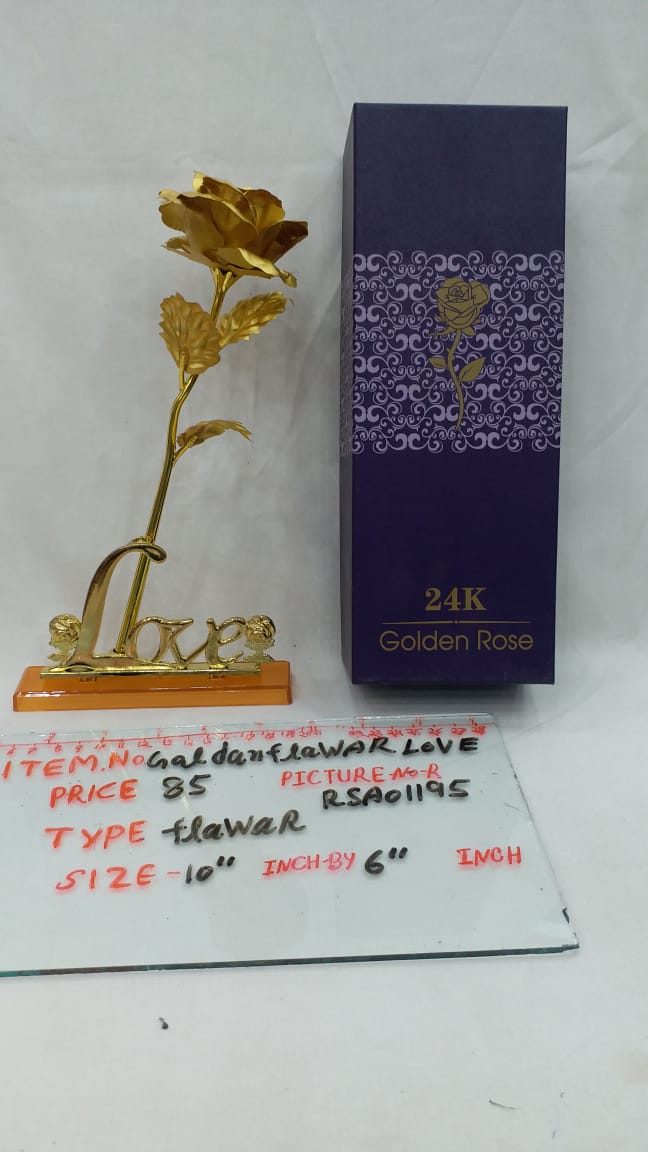 Love
24K
Golden Rose
ITEM.No Galdanflawar LOVE
PRICE 85 PICTURE-No-R
RSA01195
TYPE flawar
SIZE -10" INCH-BY 6" INCH